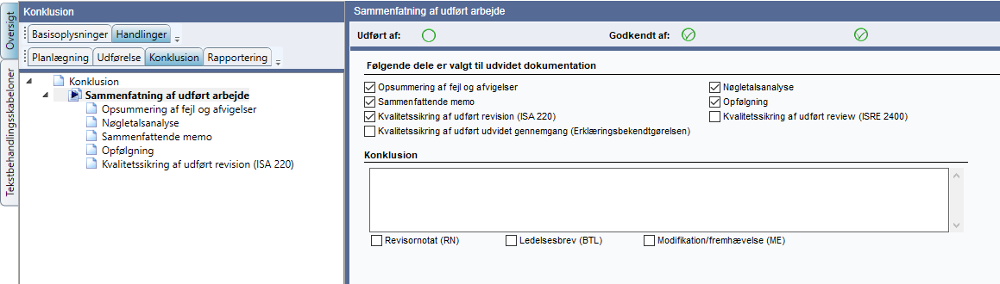 Oversigt
Tekstbehandlingsskabeloner
Konklusion
Basisoplysninger Handlinger
Planlægning Udførelse Konklusion Rapportering
Konklusion
Sammenfatning af udført arbejde
Opsummering af fejl og afvigelser
Nøgletalsanalyse
Sammenfattende memo
Opfølgning
Kvalitetssikring af udført revision (ISA 220)
Sammenfatning af udført arbejde
Udført af: Godkendt af:
Følgende dele er valgt til udvidet dokumentation
Opsummering af fejl og afvigelser Nøgletalsanalyse
Sammenfattende memo Opfølgning
Kvalitetssikring af udført revision (ISA 220) Kvalitetssikring af udført review (ISRE 2400)
Kvalitetssikring af udført udvidet gennemgang (Erklæringsbekendtgørelsen)
Konklusion
Revisornotat (RN) Ledelsesbrev (BTL) Modifikation/fremhævelse (ME)